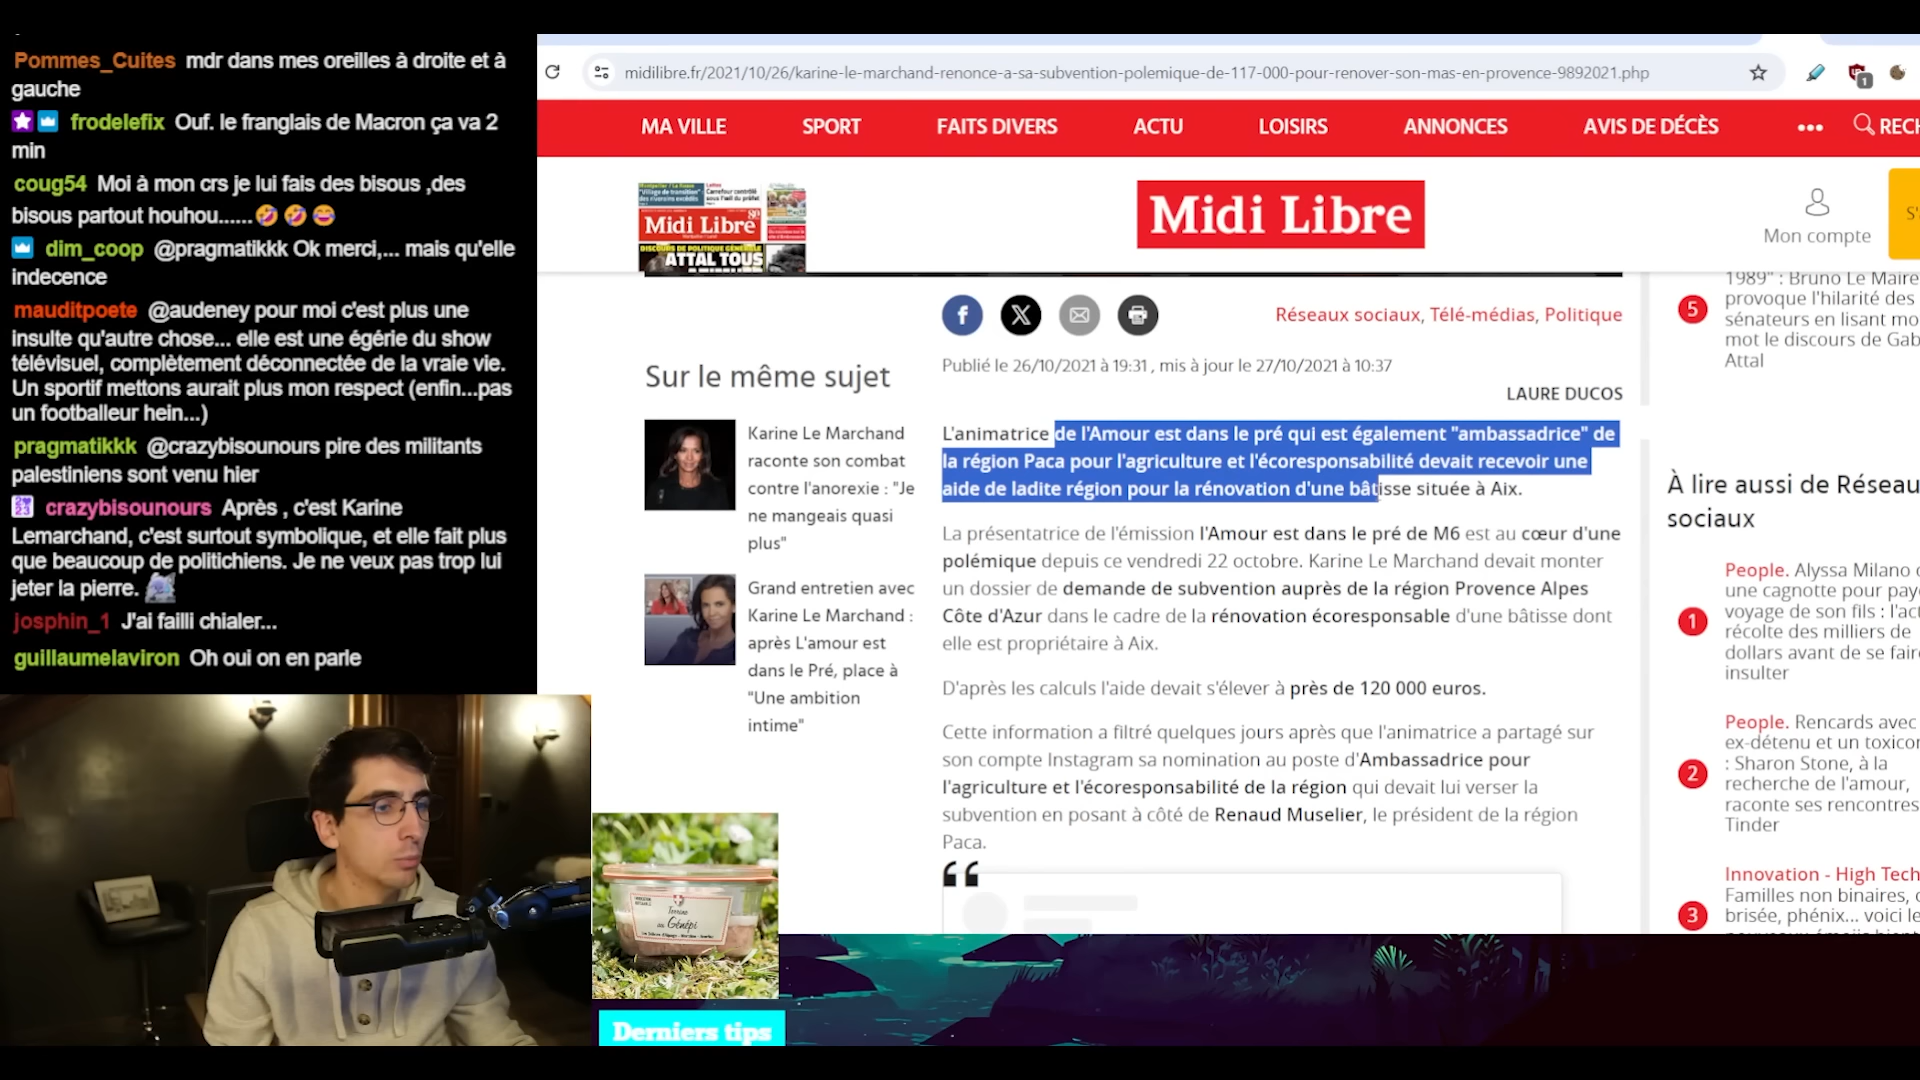 Pommes_Cuites mdr dans mes oreilles à droite et à
gauche
frodelefix Ouf. le franglais de Macron ça va 2
min
coug54 Moi à mon crs je lui fais des bisous ,des
bisous partout houhou......
dim_coop @pragmatikkk Ok merci,... mais qu'elle
indecence
mauditpoete @audeney pour moi c'est plus une
insulte qu'autre chose... elle est une égérie du show
télévisuel, complètement déconnectée de la vraie vie.
Un sportif mettons aurait plus mon respect (enfin...pas
un footballeur hein...)
pragmatikkk @crazybisounours pire des militants
palestiniens sont venu hier
crazybisounours Après , c'est Karine
Lemarchand, c'est surtout symbolique, et elle fait plus
que beaucoup de politichiens. Je ne veux pas trop lui
jeter la pierre.
josphin_1 J'ai failli chialer...
guillaumelaviron Oh oui on en parle
midilibre.fr/2021/10/26/karine-le-marchand-renonce-a-sa-subvention-polemique-de-117-000-pour-renover-son-mas-en-provence-9892021.php
1
MA VILLE SPORT FAITS DIVERS ACTU LOISIRS ANNONCES AVIS DE DÉCÈS ••• RECH
Midi Libre
DISCOURS DE POLITIQUE GÉNÉRALE
ATTAL TOUS
Midi Libre
Mon compte
S'
Réseaux sociaux, Télé-médias, Politique
Publié le 26/10/2021 à 19:31 , mis à jour le 27/10/2021 à 10:37
LAURE DUCOS
Sur le même sujet
Karine Le Marchand
raconte son combat
contre l'anorexie : "Je
ne mangeais quasi
plus"
Grand entretien avec
Karine Le Marchand :
après L'amour est
dans le Pré, place à
"Une ambition
intime"
L'animatrice de l'Amour est dans le pré qui est également "ambassadrice" de
la région Paca pour l'agriculture et l'écoresponsabilité devait recevoir une
aide de ladite région pour la rénovation d'une bâtisse située à Aix.
La présentatrice de l'émission l'Amour est dans le pré de M6 est au cœur d'une
polémique depuis ce vendredi 22 octobre. Karine Le Marchand devait monter
un dossier de demande de subvention auprès de la région Provence Alpes
Côte d'Azur dans le cadre de la rénovation écoresponsable d'une bâtisse dont
elle est propriétaire à Aix.
D'après les calculs l'aide devait s'élever à près de 120 000 euros.
Cette information a filtré quelques jours après que l'animatrice a partagé sur
son compte Instagram sa nomination au poste d'Ambassadrice pour
l'agriculture et l'écoresponsabilité de la région qui devait lui verser la
subvention en posant à côté de Renaud Muselier, le président de la région
Paca.
1989" : Bruno Le Maire
5 provoque l'hilarité des
sénateurs en lisant mo
mot le discours de Gab
Attal
À lire aussi de Réseau
sociaux
People. Alyssa Milano
une cagnotte pour pay
1 voyage de son fils : l'ac
récolte des milliers de
dollars avant de se fair
insulter
People. Rencards avec
ex-détenu et un toxicor
2 : Sharon Stone, à la
recherche de l'amour,
raconte ses rencontres
Tinder
Innovation - High Tech
Familles non binaires,
3 brisée, phénix... voici le
Terrine
au Génépi
Derniers tips